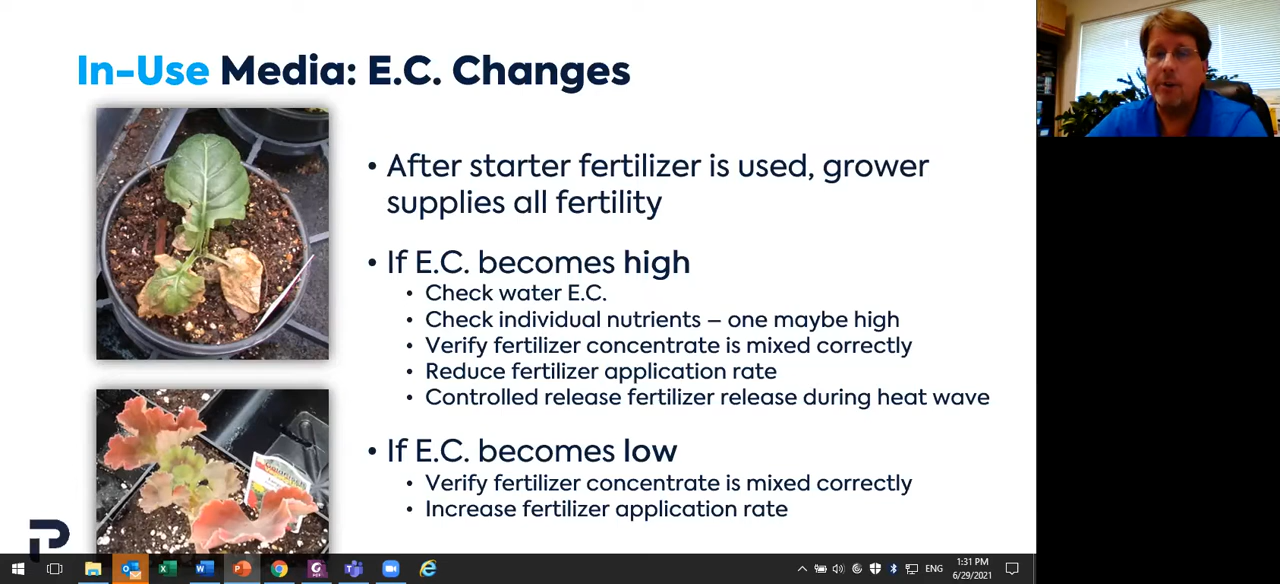 In-Use Media: E.C. Changes
• After starter fertilizer is used, grower
supplies all fertility
• If E.C. becomes high
• Check water E.C.
• Check individual nutrients – one maybe high
• Verify fertilizer concentrate is mixed correctly
• Reduce fertilizer application rate
• Controlled release fertilizer release during heat wave
• If E.C. becomes low
• Verify fertilizer concentrate is mixed correctly
• Increase fertilizer application rate
ENG
1:31 PM
6/29/2021